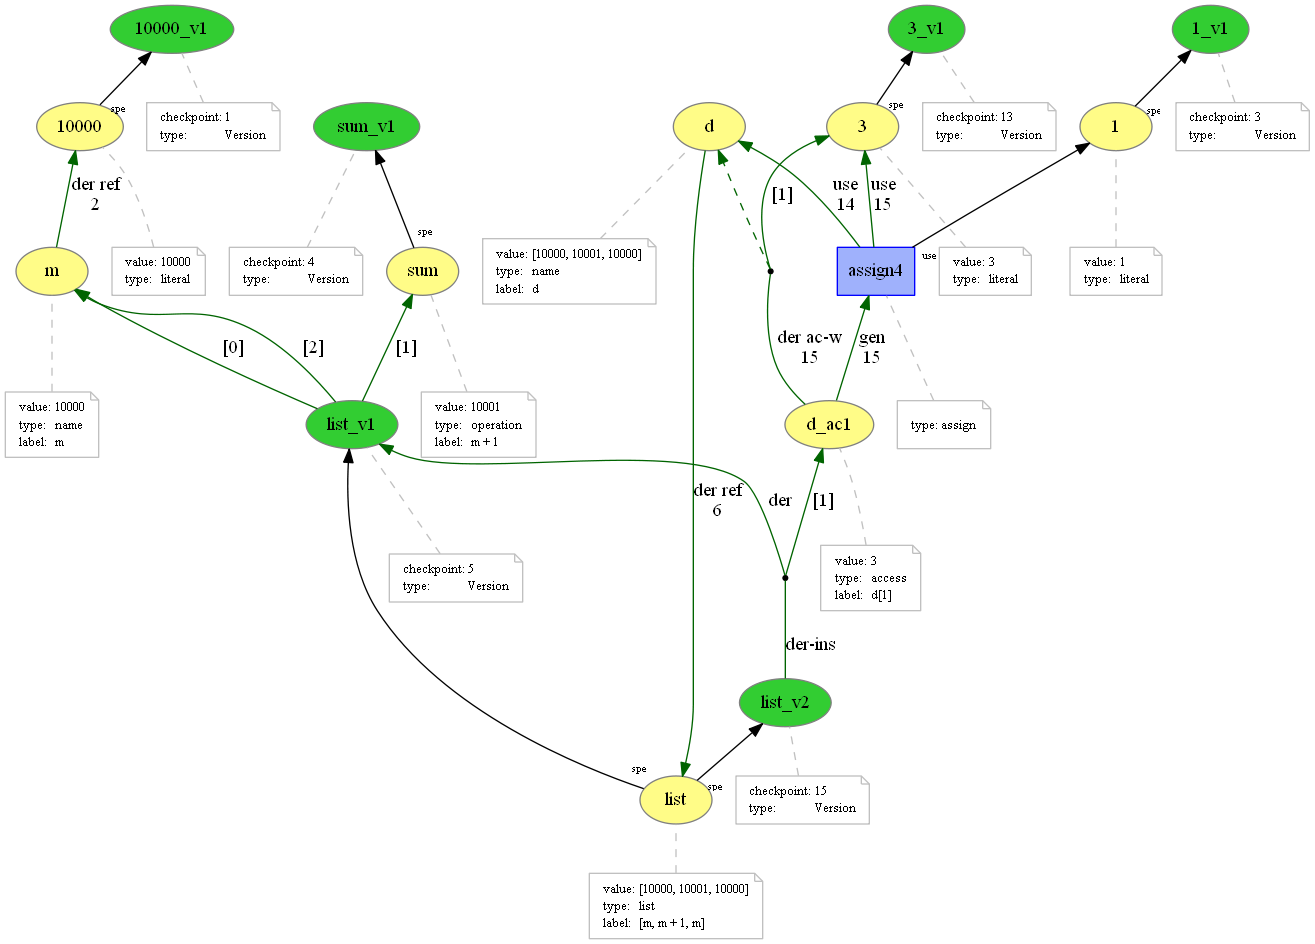 10000_v1
3_v1
1_v1
spe
checkpoint: 1
type: Version
spe
checkpoint: 13
type: Version
spe
checkpoint: 3
type: Version
10000
sum_v1
d
3
1
der ref
2
[1]
use
14
use
15
spe
value: 10000
type: literal
checkpoint: 4
type: Version
value: [10000, 10001, 10000]
type: name
label: d
use
value: 3
type: literal
value: 1
type: literal
m
sum
assign4
[0]
[2]
[1]
der ac-w
15
gen
15
value: 10000
type: name
label: m
list_v1
value: 10001
type: operation
label: m + 1
d_ac1
type: assign
der ref
6
der
[1]
checkpoint: 5
type: Version
value: 3
type: access
label: d[1]
der-ins
list_v2
spe
spe
list
checkpoint: 15
type: Version
value: [10000, 10001, 10000]
type: list
label: [m, m + 1, m]